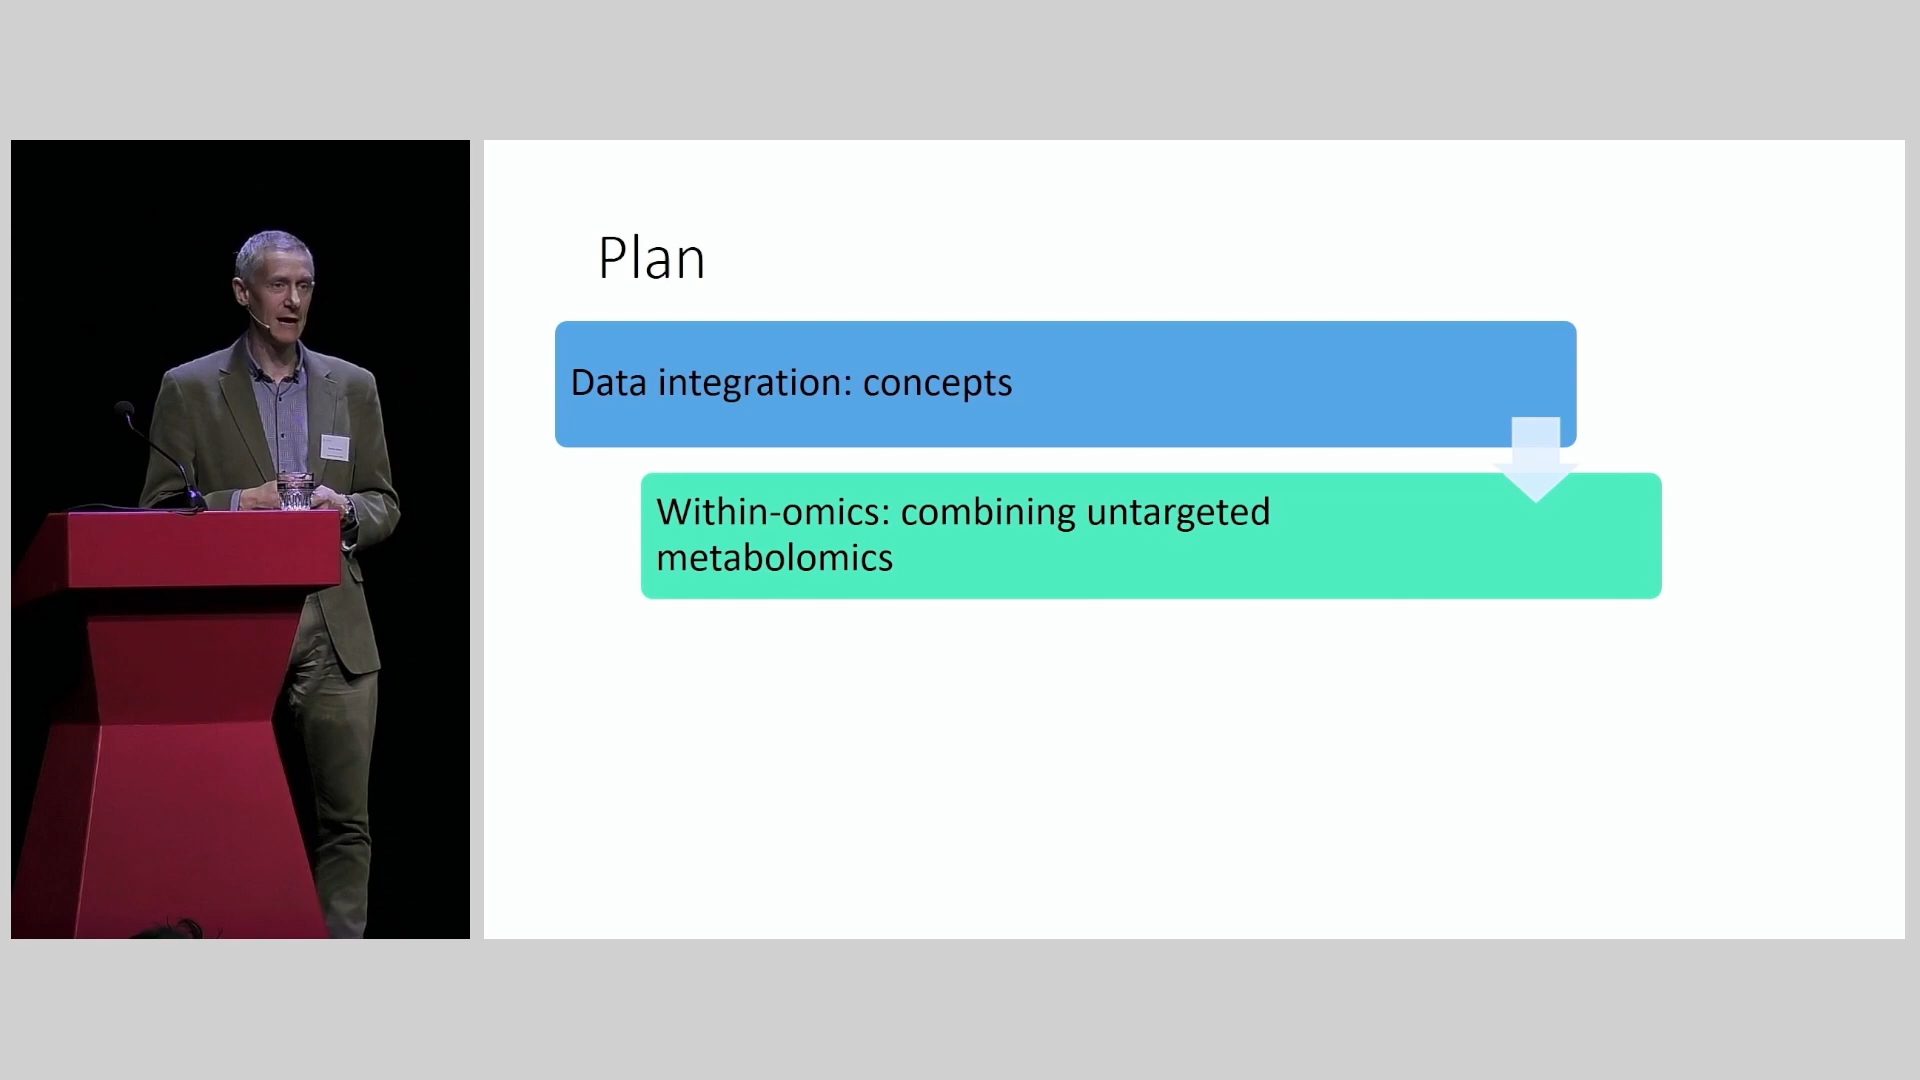 Plan
Data integration: concepts
Within-omics: combining untargeted
metabolomics